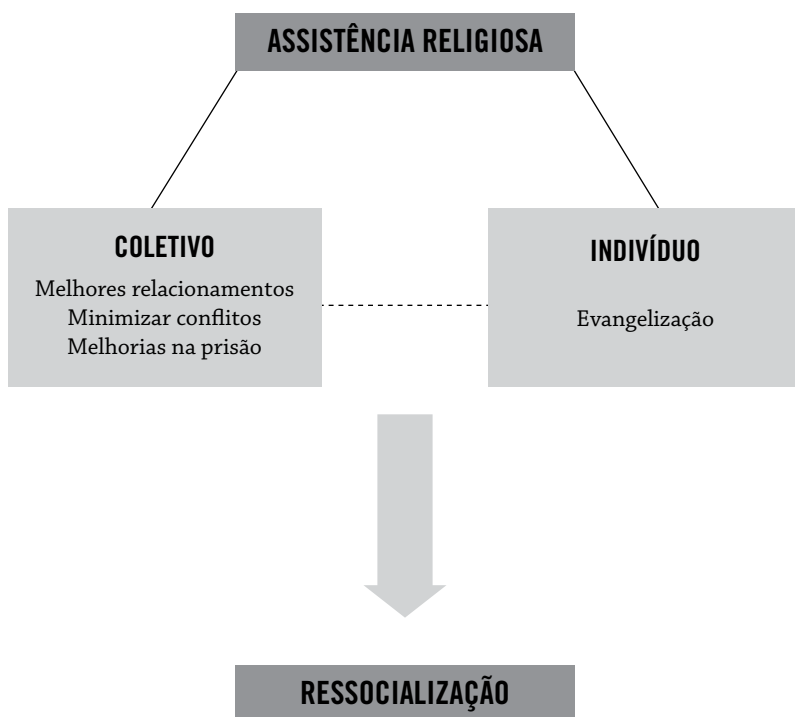 ASSISTÊNCIA RELIGIOSA
COLETIVO
Melhores relacionamentos
Minimizar conflitos
Melhorias na prisão
INDIVÍDUO
Evangelização
RESSOCIALIZAÇÃO